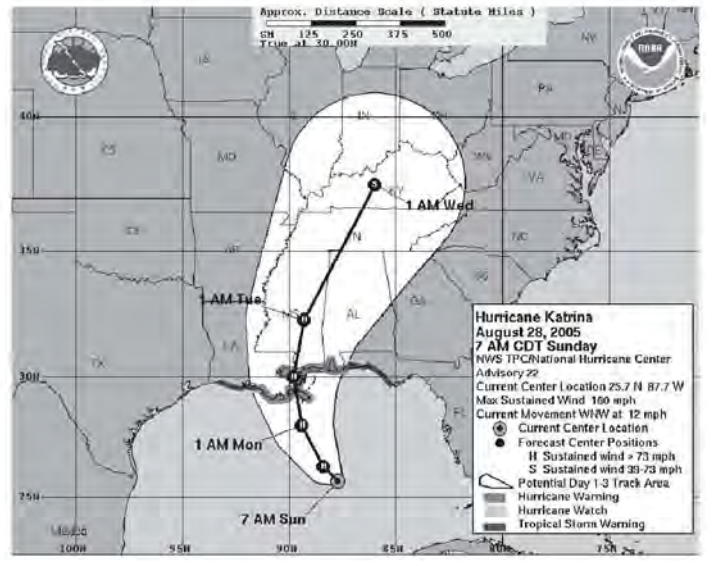 Approx. Distance Scale ( Statute Miles )
SM 125 250 375 500
True at 30.00N
NOAA
IA
NY
PA
NJ
40N
IN
OH
MD
DE
KS
MO
WV
VA
KY
1 AM Wed
NC
AR
35N
1 AM Tue
MS
AL
GA
LA
TX
30N
FL
1 AM Mon
25N
7 AM Sun
Mexico
100W 95W 90W 85W 80W 75W
H
H
H
H
S
Hurricane Katrina
August 28, 2005
7 AM CDT Sunday
NWS TPC/National Hurricane Center
Advisory 22
Current Center Location 25.7 N 87.7 W
Max Sustained Wind 160 mph
Current Movement WNW at 12 mph
Current Center Location
Forecast Center Positions
H Sustained wind > 73 mph
S Sustained wind 39-73 mph
Potential Day 1-3 Track Area
Hurricane Warning
Hurricane Watch
Tropical Storm Warning